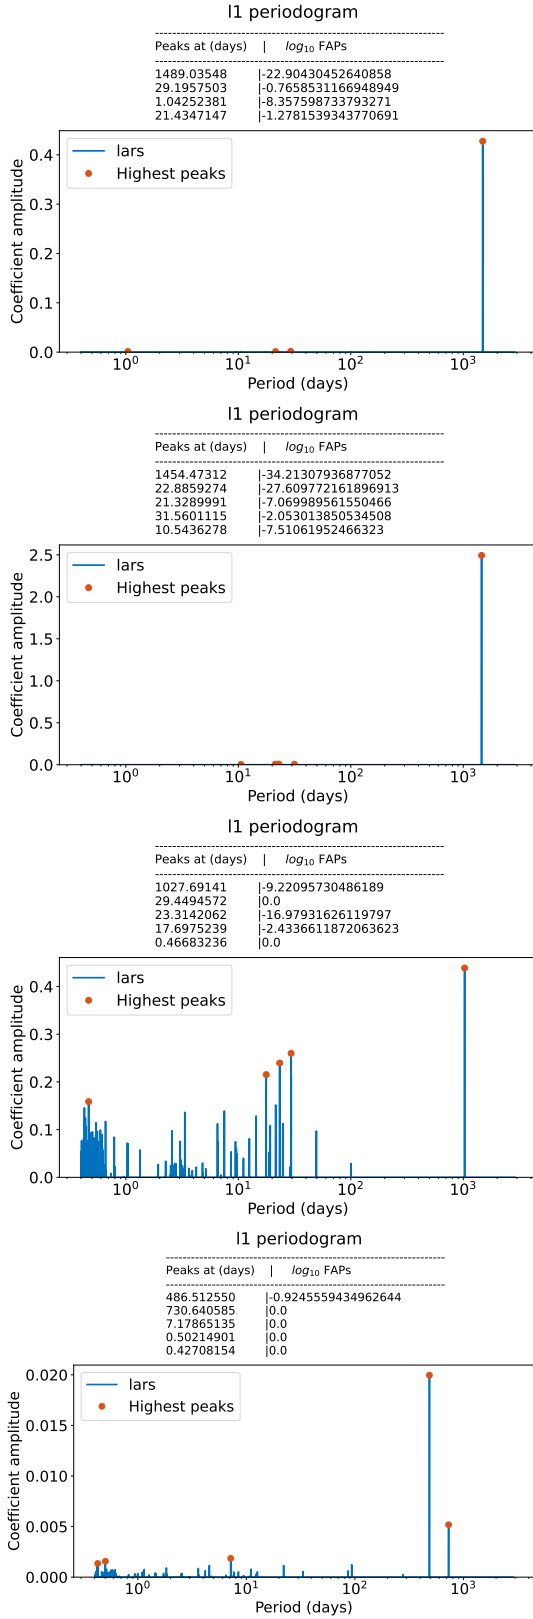 l1 periodogram
Peaks at (days) | log10 FAPs
1489.03548 |-22.90430452640858
29.1957503 |-0.7658531166948949
1.04252381 |-8.357598733793271
21.4347147 |-1.2781539343770691
lars
Highest peaks
Coefficient amplitude
0.4
0.3
0.2
0.1
0.0
10^0 10^1 10^2 10^3
Period (days)
l1 periodogram
Peaks at (days) | log10 FAPs
1454.47312 |-34.21307936877052
22.8859274 |-27.609772161896913
21.3289991 |-7.069989561550466
31.5601115 |-2.053013850534508
10.5436278 |-7.51061952466323
lars
Highest peaks
Coefficient amplitude
2.5
2.0
1.5
1.0
0.5
0.0
10^0 10^1 10^2 10^3
Period (days)
l1 periodogram
Peaks at (days) | log10 FAPs
1027.69141 |-9.22095730486189
29.4494572 |0.0
23.3142062 |-16.97931626119797
17.6975239 |-2.4336611872063623
0.46683236 |0.0
lars
Highest peaks
Coefficient amplitude
0.4
0.3
0.2
0.1
0.0
10^0 10^1 10^2 10^3
Period (days)
l1 periodogram
Peaks at (days) | log10 FAPs
486.512550 |-0.9245559434962644
730.640585 |0.0
7.17865135 |0.0
0.50214901 |0.0
0.42708154 |0.0
lars
Highest peaks
Coefficient amplitude
0.020
0.015
0.010
0.005
0.000
10^0 10^1 10^2 10^3
Period (days)